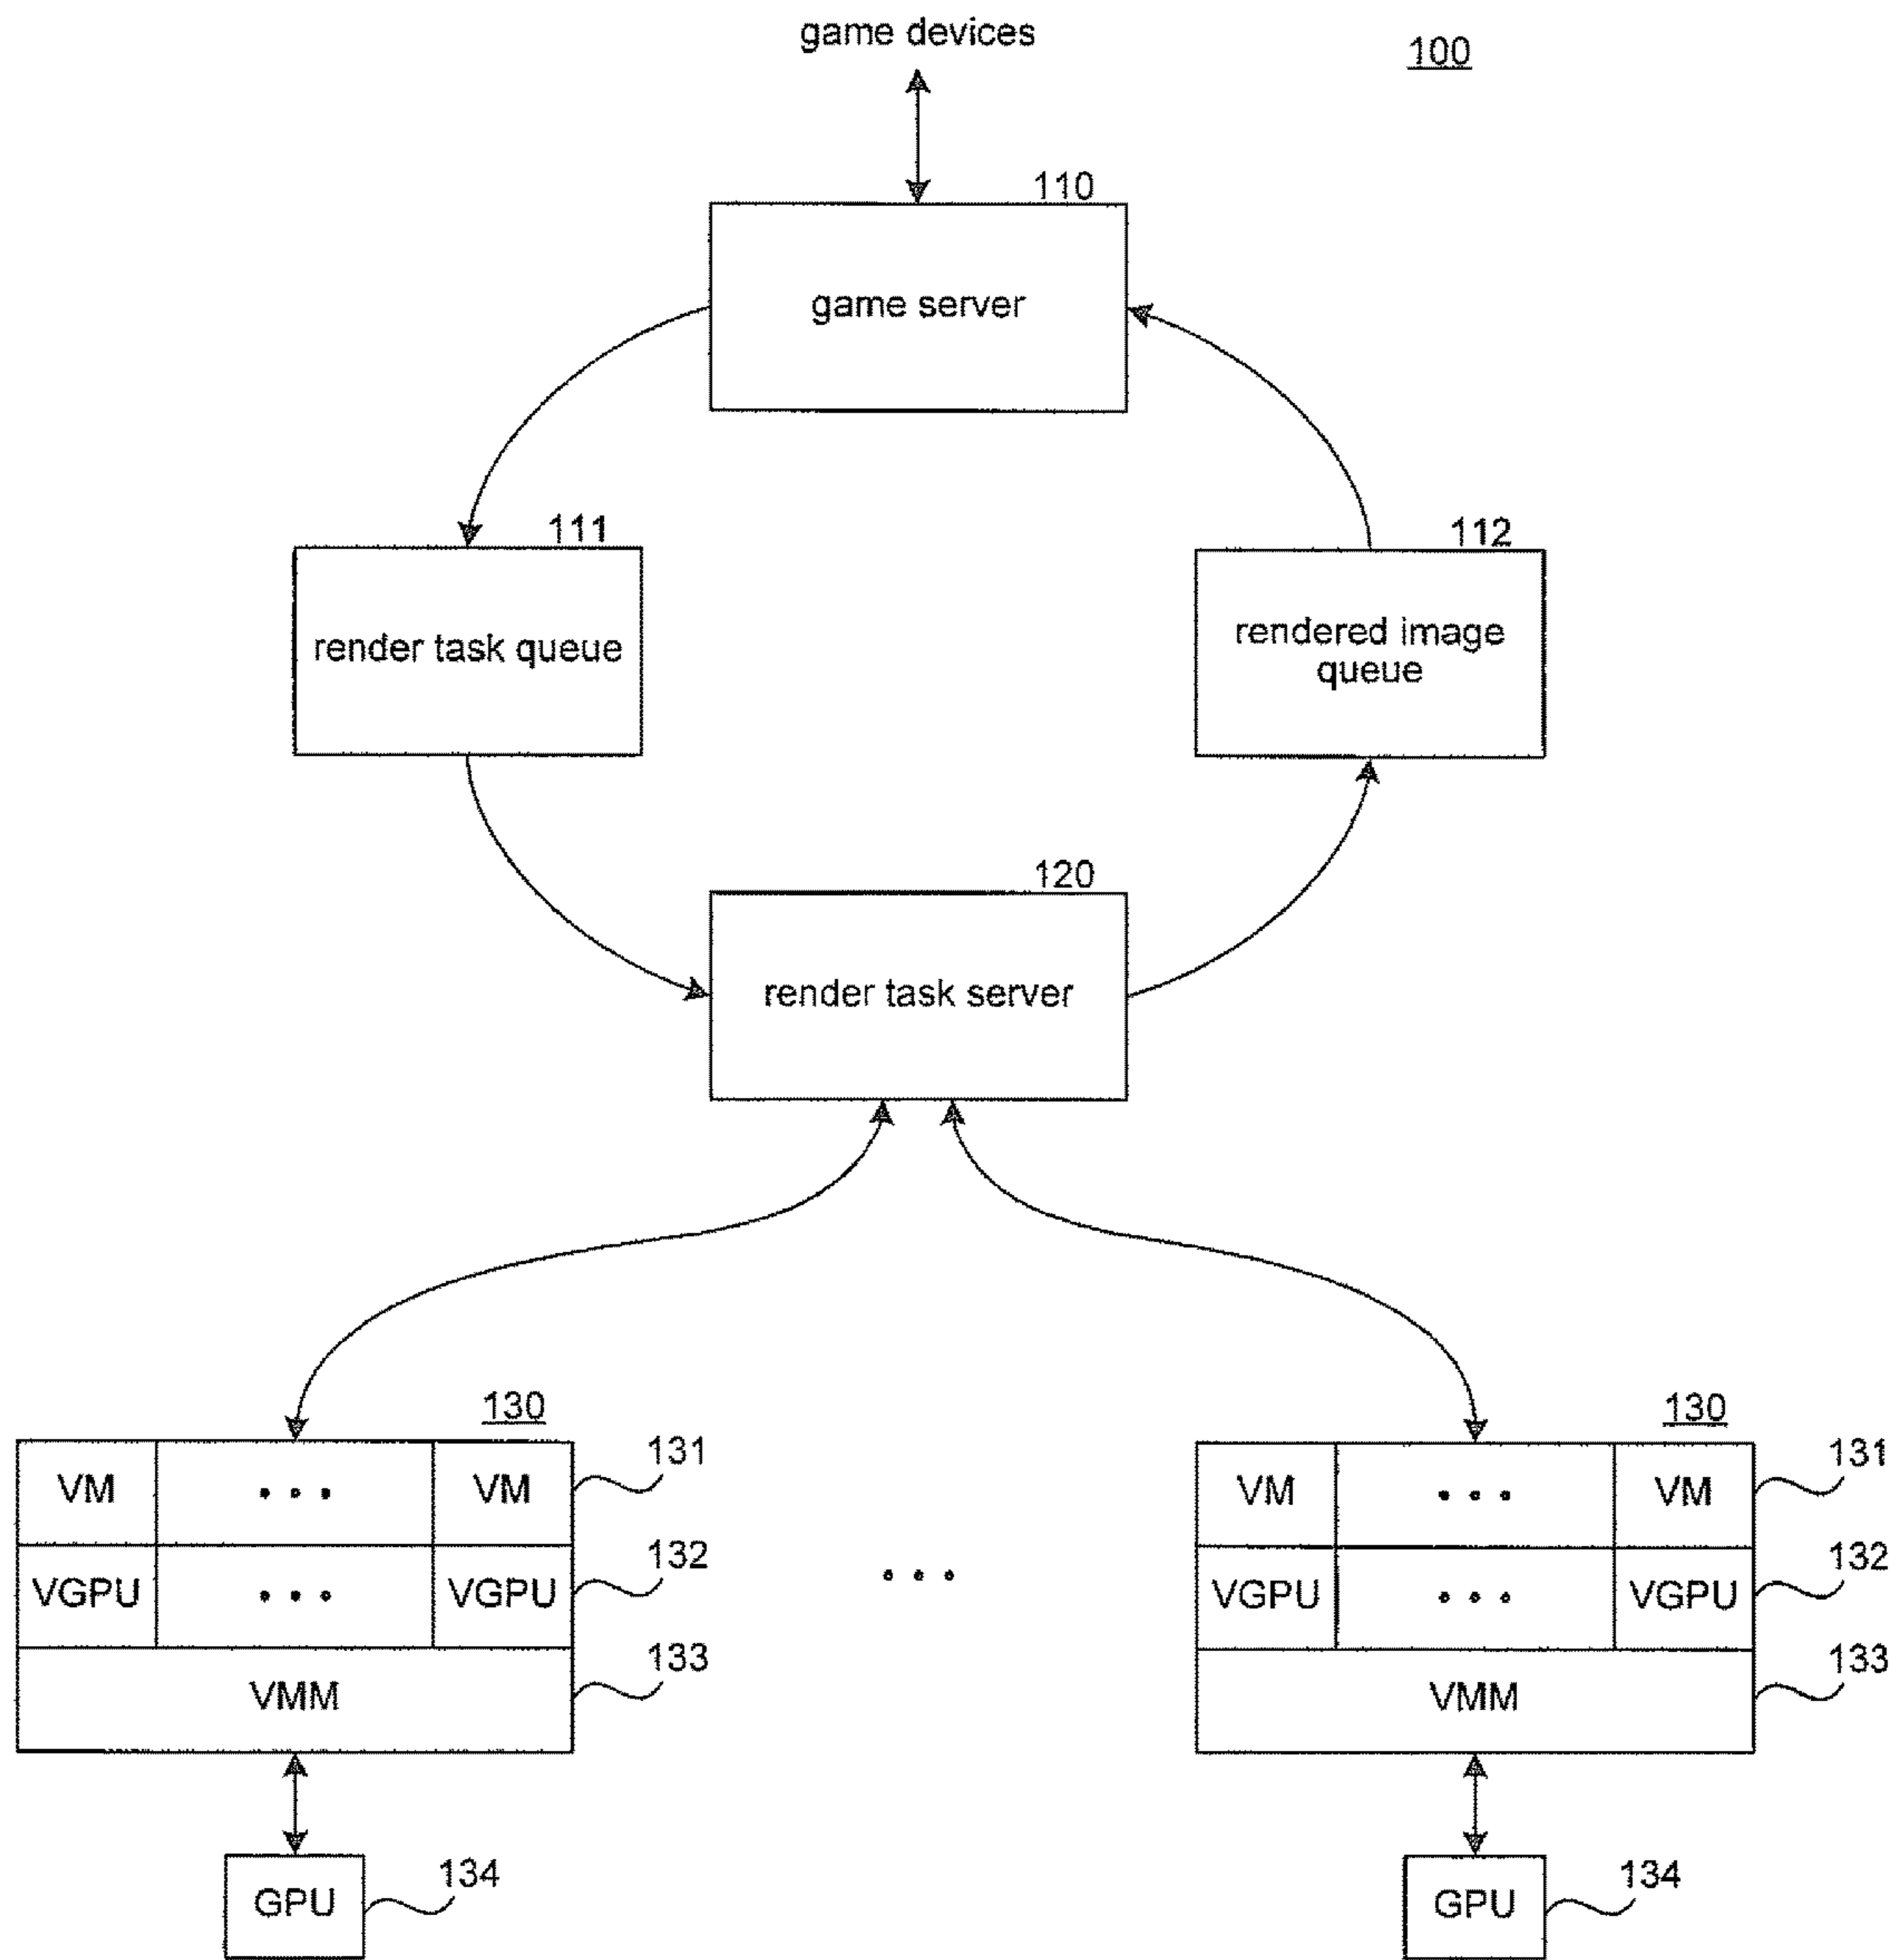 game devices
100
110
game server
111
render task queue
112
rendered image
queue
120
render task server
130
VM ... VM
131
VGPU ... VGPU
132
VMM
133
GPU
134
...
130
VM ... VM
131
VGPU ... VGPU
132
VMM
133
GPU
134